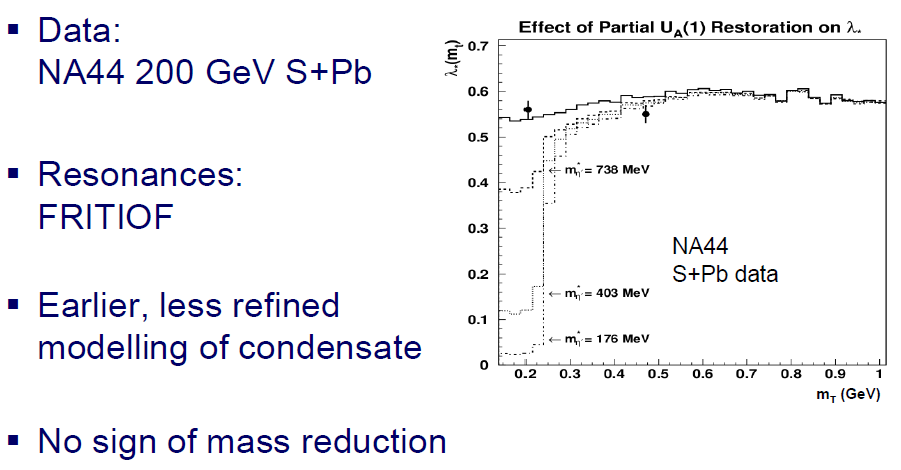 ▪ Data:
NA44 200 GeV S+Pb
▪ Resonances:
FRITIOF
▪ Earlier, less refined
modelling of condensate
▪ No sign of mass reduction
Effect of Partial U_A(1) Restoration on λ*
λ*(m_t)
0.7
0.6
0.5
0.4
0.3
0.2
0.1
0
← m*_η'= 738 MeV
NA44
S+Pb data
← m*_η'= 403 MeV
← m*_η'= 176 MeV
0.2 0.3 0.4 0.5 0.6 0.7 0.8 0.9 1
m_T (GeV)